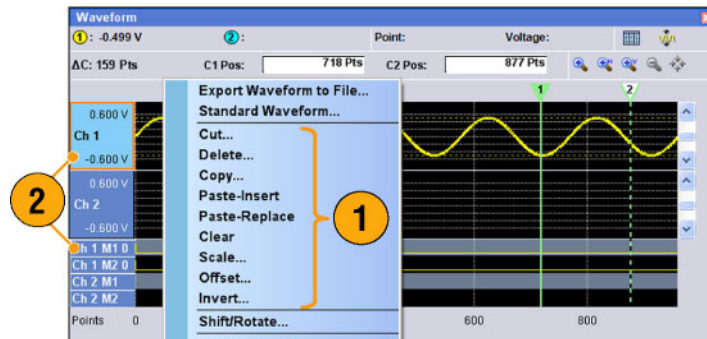 Waveform
1 : -0.499 V 2 : Point: Voltage:
ΔC: 159 Pts C1 Pos: 718 Pts C2 Pos: 877 Pts
Export Waveform to File...
Standard Waveform...
Cut...
Delete...
Copy...
Paste-Insert
Paste-Replace
Clear
Scale...
Offset...
Invert...
Shift/Rotate...
1
1 2
0.600 V
Ch 1
-0.600 V
2
0.600 V
Ch 2
-0.600 V
Ch 1 M1 0
Ch 1 M2 0
Ch 2 M1
Ch 2 M2
Points 0 600 800